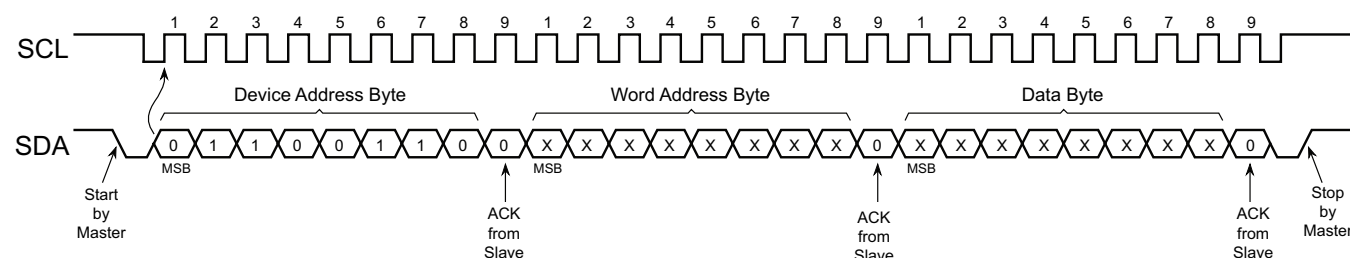 1 2 3 4 5 6 7 8 9 1 2 3 4 5 6 7 8 9 1 2 3 4 5 6 7 8 9
SCL
Device Address Byte Word Address Byte Data Byte
SDA 0 1 1 0 0 1 1 0 0 X X X X X X X X 0 X X X X X X X X 0
MSB MSB MSB
Start
by
Master
ACK
from
Slave
ACK
from
Slave
ACK
from
Slave
Stop
by
Master